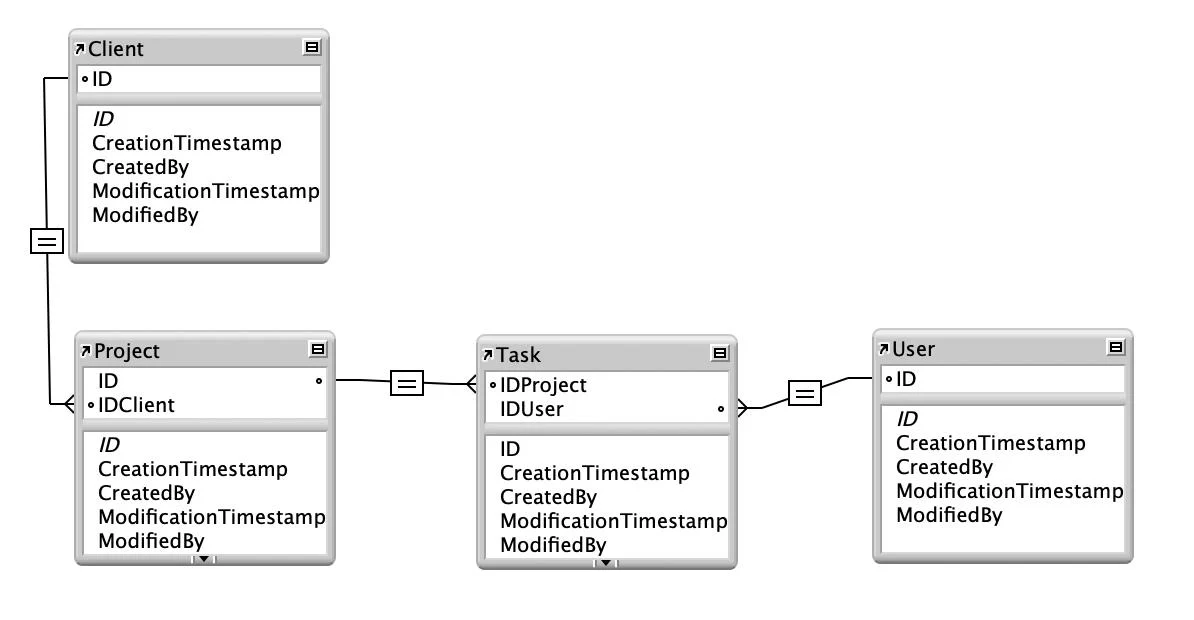 Client
ID
ID
CreationTimestamp
CreatedBy
ModificationTimestamp
ModifiedBy
Project
ID
IDClient
ID
CreationTimestamp
CreatedBy
ModificationTimestamp
ModifiedBy
Task
IDProject
IDUser
ID
CreationTimestamp
CreatedBy
ModificationTimestamp
ModifiedBy
User
ID
ID
CreationTimestamp
CreatedBy
ModificationTimestamp
ModifiedBy